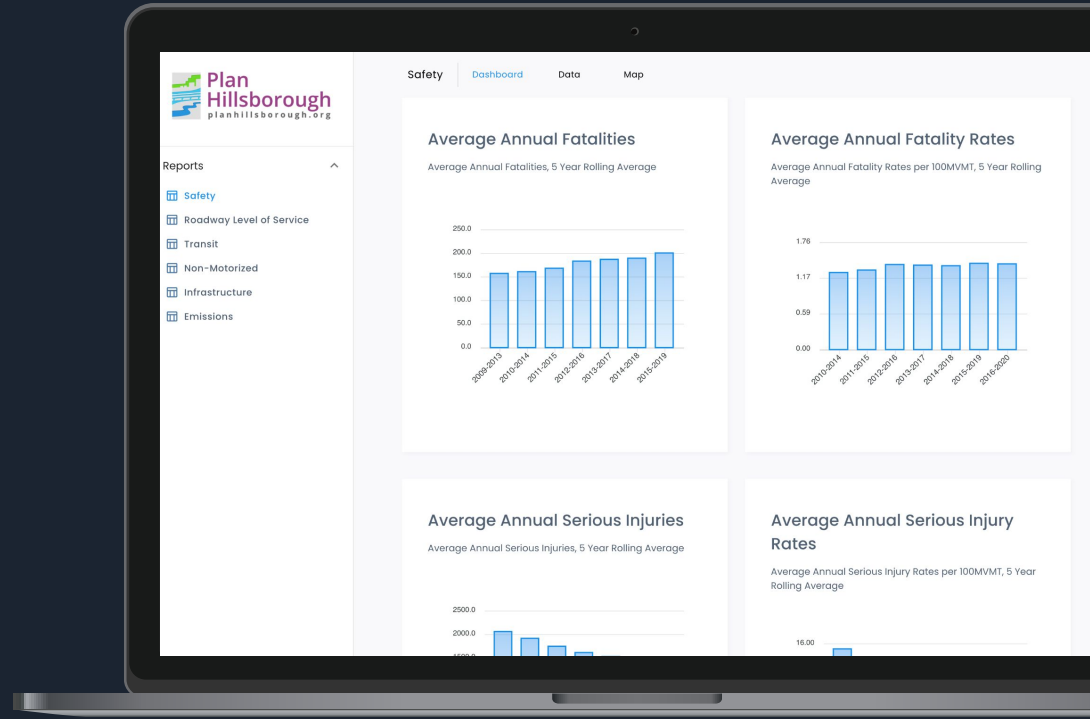 Plan
Hillsborough
planhillsborough.org
Reports
Safety
Roadway Level of Service
Transit
Non-Motorized
Infrastructure
Emissions
Safety Dashboard Data Map
Average Annual Fatalities
Average Annual Fatalities, 5 Year Rolling Average
250.0
200.0
150.0
100.0
50.0
0.0
2009-2013 2010-2014 2011-2015 2012-2016 2013-2017 2014-2018 2015-2019
Average Annual Fatality Rates
Average Annual Fatality Rates per 100MVMT, 5 Year Rolling
Average
1.76
1.17
0.59
0.00
2010-2014 2011-2015 2012-2016 2013-2017 2014-2018 2015-2019 2016-2020
Average Annual Serious Injuries
Average Annual Serious Injuries, 5 Year Rolling Average
2500.0
2000.0
Average Annual Serious Injury
Rates
Average Annual Serious Injury Rates per 100MVMT, 5 Year
Rolling Average
16.00